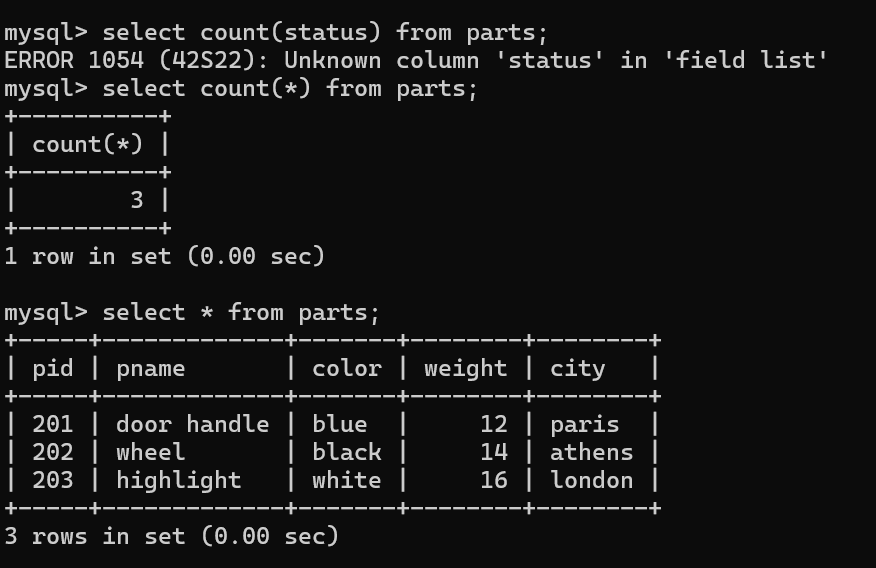 mysql> select count(status) from parts;
ERROR 1054 (42S22): Unknown column 'status' in 'field list'
mysql> select count(*) from parts;
+----------+
| count(*) |
+----------+
|        3 |
+----------+
1 row in set (0.00 sec)

mysql> select * from parts;
+-----+-------------+-------+--------+--------+
| pid | pname       | color | weight | city   |
+-----+-------------+-------+--------+--------+
| 201 | door handle | blue  |     12 | paris  |
| 202 | wheel       | black |     14 | athens |
| 203 | highlight   | white |     16 | london |
+-----+-------------+-------+--------+--------+
3 rows in set (0.00 sec)